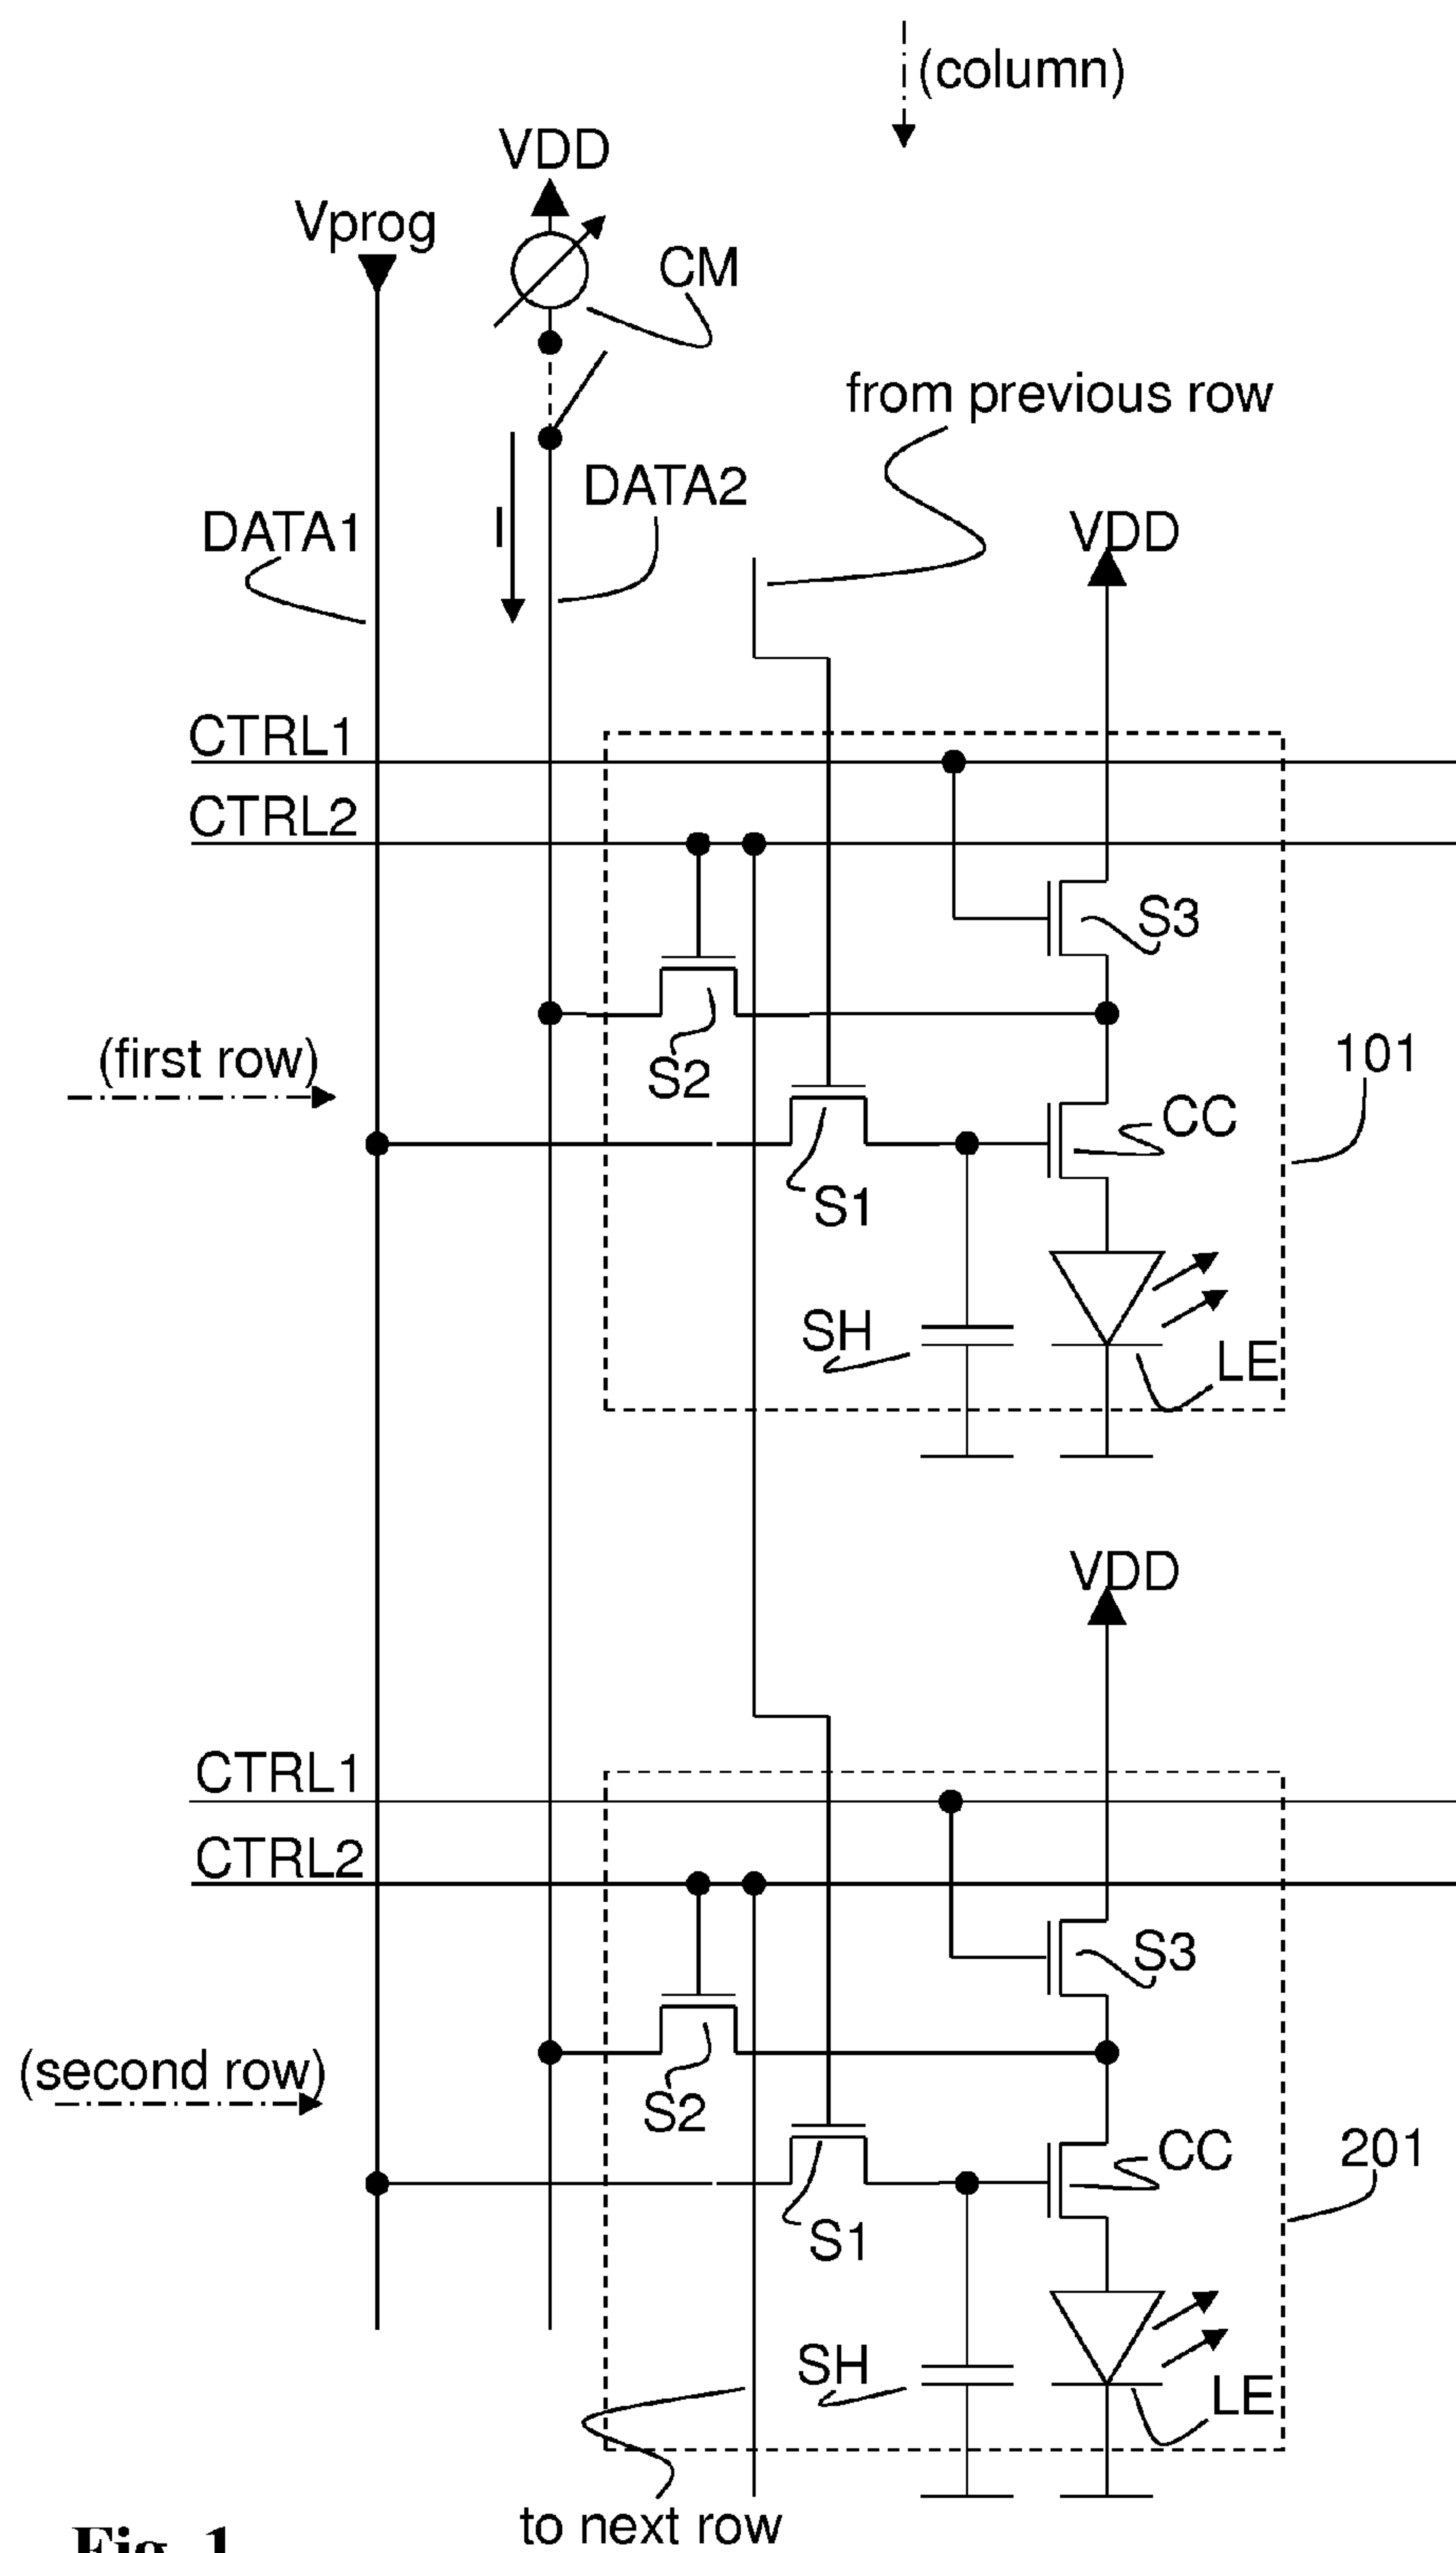 (column)
VDD
Vprog
CM
from previous row
DATA2
I
DATA1
VDD
CTRL1
CTRL2
S3
S2
(first row)
101
CC
S1
SH
LE
VDD
CTRL1
CTRL2
S3
(second row)
S2
201
CC
S1
SH
LE
to next row
Fig. 1